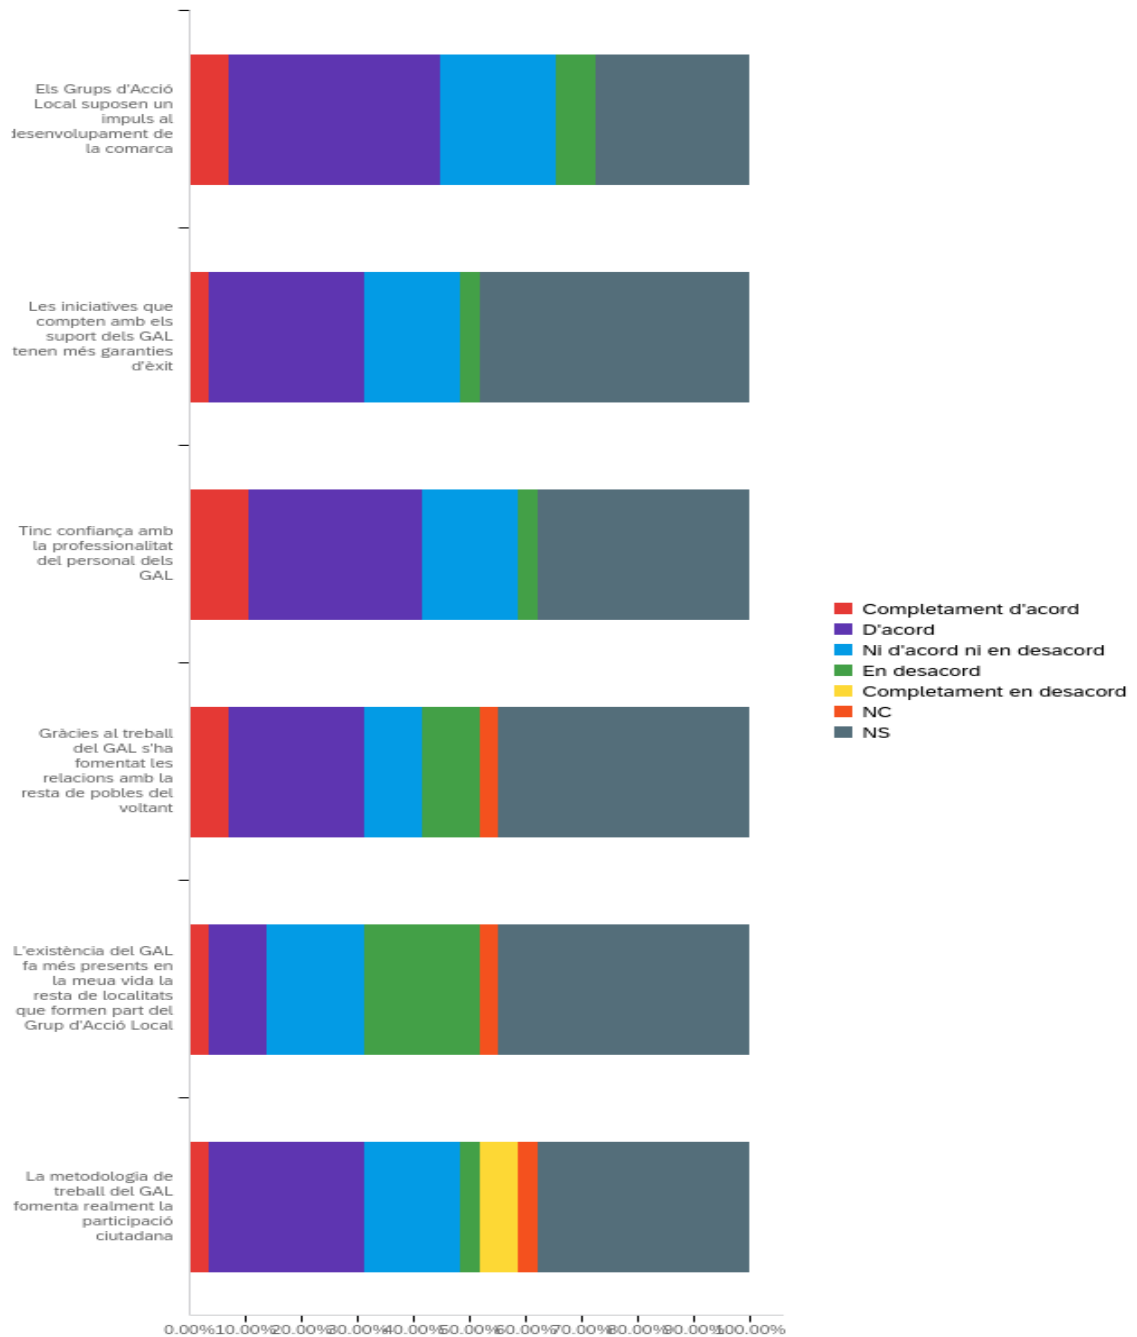 Els Grups d'Acció
Local suposen un
impuls al
desenvolupament de
la comarca
Les iniciatives que
compten amb els
suport dels GAL
tenen més garanties
d'èxit
Tinc confiança amb
la professionalitat
del personal dels
GAL
Gràcies al treball
del GAL s'ha
fomentat les
relacions amb la
resta de pobles del
voltant
L'existència del GAL
fa més presents en
la meua vida la
resta de localitats
que formen part del
Grup d'Acció Local
La metodologia de
treball del GAL
fomenta realment la
participació
ciutadana
Completament d'acord
D'acord
Ni d'acord ni en desacord
En desacord
Completament en desacord
NC
NS
0.00% 10.00% 20.00% 30.00% 40.00% 50.00% 60.00% 70.00% 80.00% 90.00% 100.00%